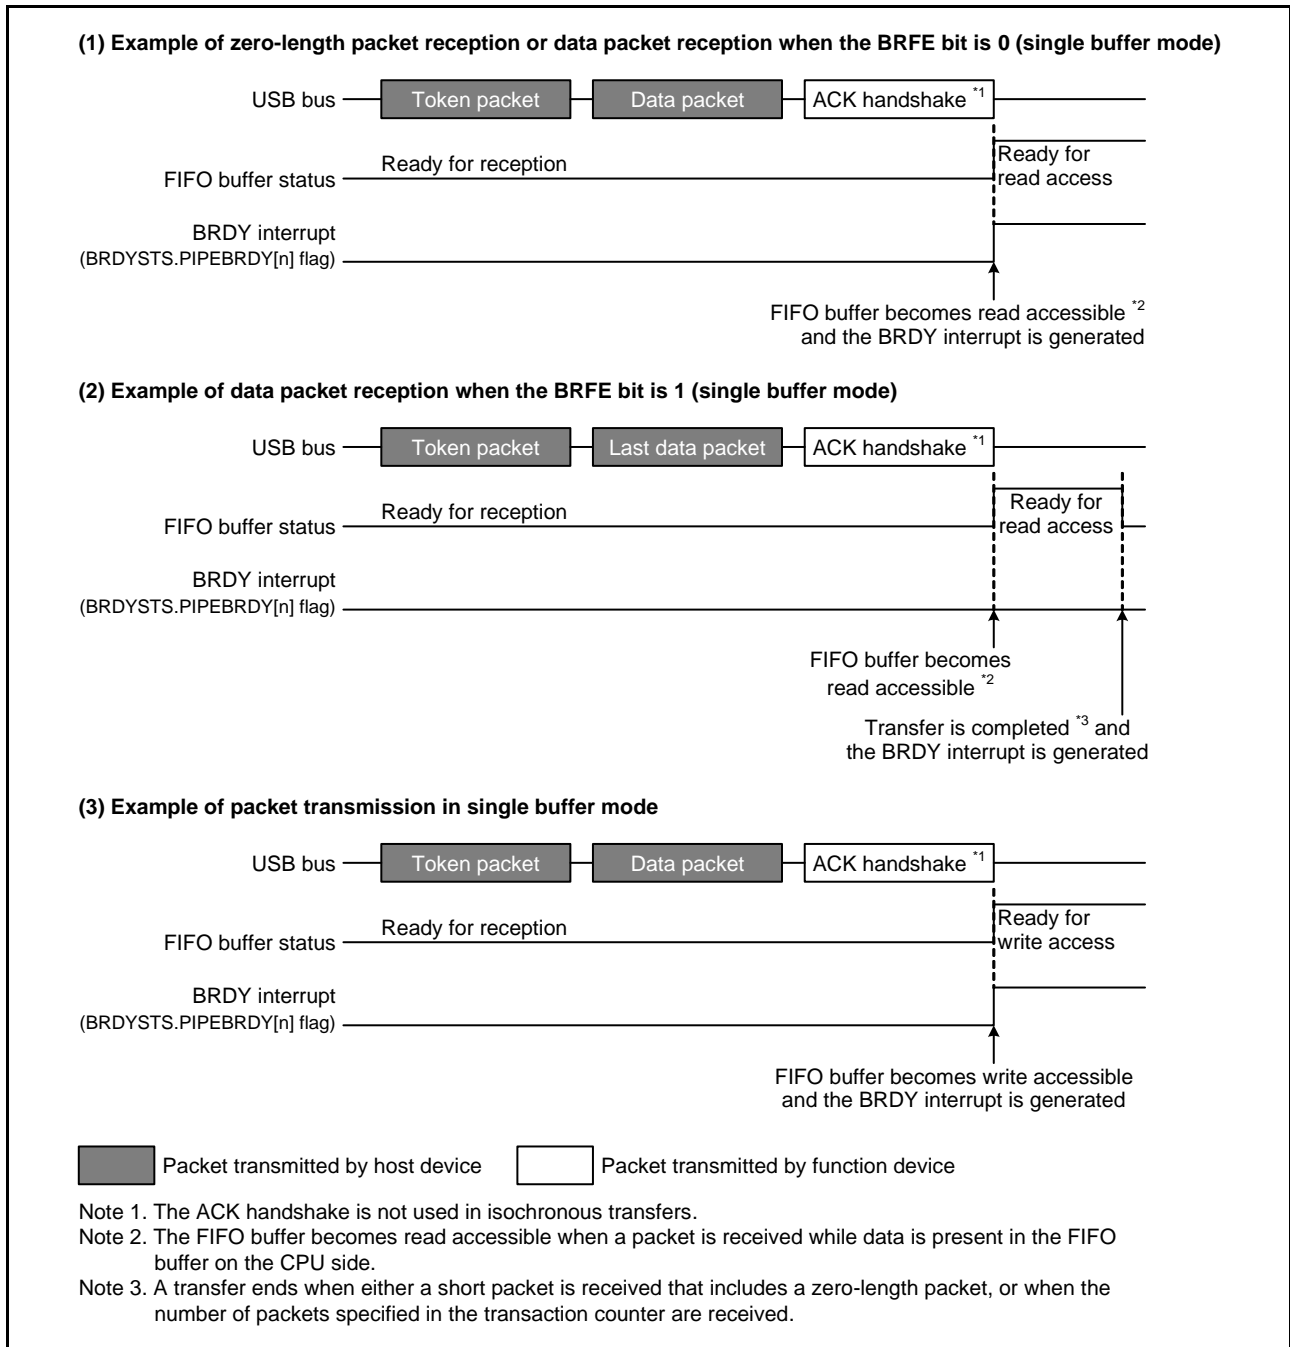 (1) Example of zero-length packet reception or data packet reception when the BRFE bit is 0 (single buffer mode)
USB bus Token packet Data packet ACK handshake *1
FIFO buffer status Ready for reception Ready for
read access
BRDY interrupt
(BRDYSTS.PIPEBRDY[n] flag)
FIFO buffer becomes read accessible *2
and the BRDY interrupt is generated
(2) Example of data packet reception when the BRFE bit is 1 (single buffer mode)
USB bus Token packet Last data packet ACK handshake *1
FIFO buffer status Ready for reception Ready for
read access
BRDY interrupt
(BRDYSTS.PIPEBRDY[n] flag)
FIFO buffer becomes
read accessible *2
Transfer is completed *3 and
the BRDY interrupt is generated
(3) Example of packet transmission in single buffer mode
USB bus Token packet Data packet ACK handshake *1
FIFO buffer status Ready for reception Ready for
write access
BRDY interrupt
(BRDYSTS.PIPEBRDY[n] flag)
FIFO buffer becomes write accessible
and the BRDY interrupt is generated
Packet transmitted by host device Packet transmitted by function device
Note 1. The ACK handshake is not used in isochronous transfers.
Note 2. The FIFO buffer becomes read accessible when a packet is received while data is present in the FIFO
buffer on the CPU side.
Note 3. A transfer ends when either a short packet is received that includes a zero-length packet, or when the
number of packets specified in the transaction counter are received.